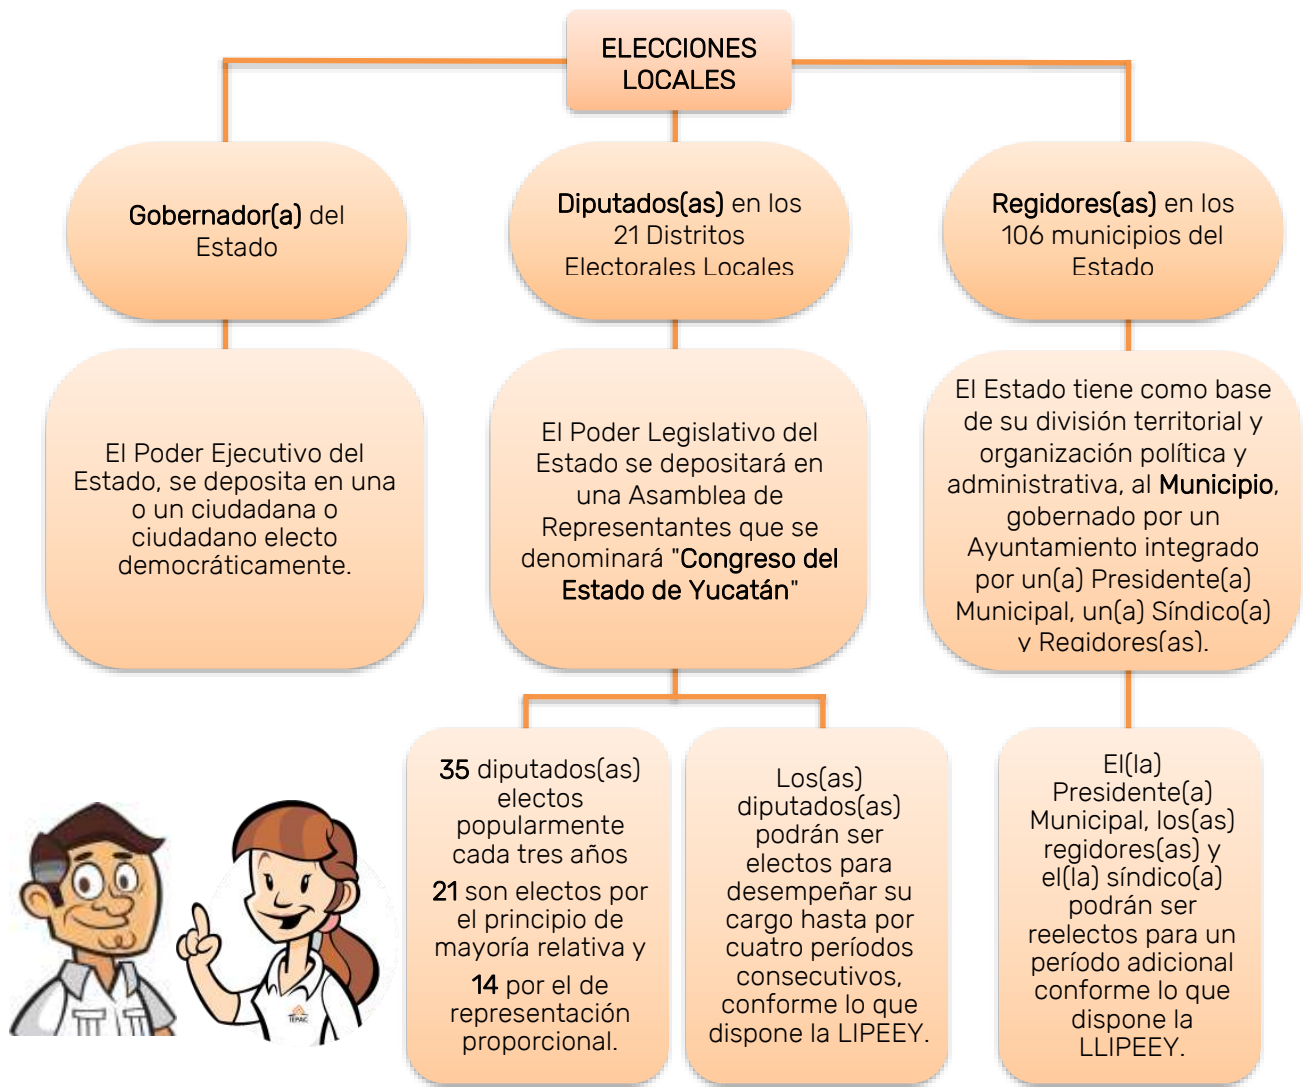 ELECCIONES
LOCALES
Gobernador(a) del
Estado
Diputados(as) en los
21 Distritos
Electorales Locales
Regidores(as) en los
106 municipios del
Estado
El Poder Ejecutivo del
Estado, se deposita en una
o un ciudadana o
ciudadano electo
democráticamente.
El Poder Legislativo del
Estado se depositará en
una Asamblea de
Representantes que se
denominará "Congreso del
Estado de Yucatán"
El Estado tiene como base
de su división territorial y
organización política y
administrativa, al Municipio,
gobernado por un
Ayuntamiento integrado
por un(a) Presidente(a)
Municipal, un(a) Síndico(a)
y Regidores(as).
35 diputados(as)
electos
popularmente
cada tres años
21 son electos por
el principio de
mayoría relativa y
14 por el de
representación
proporcional.
Los(as)
diputados(as)
podrán ser
electos para
desempeñar su
cargo hasta por
cuatro períodos
consecutivos,
conforme lo que
dispone la LIPEEY.
El(la)
Presidente(a)
Municipal, los(as)
regidores(as) y
el(la) síndico(a)
podrán ser
reelectos para un
período adicional
conforme lo que
dispone la
LLIPEEY.
IEPAC